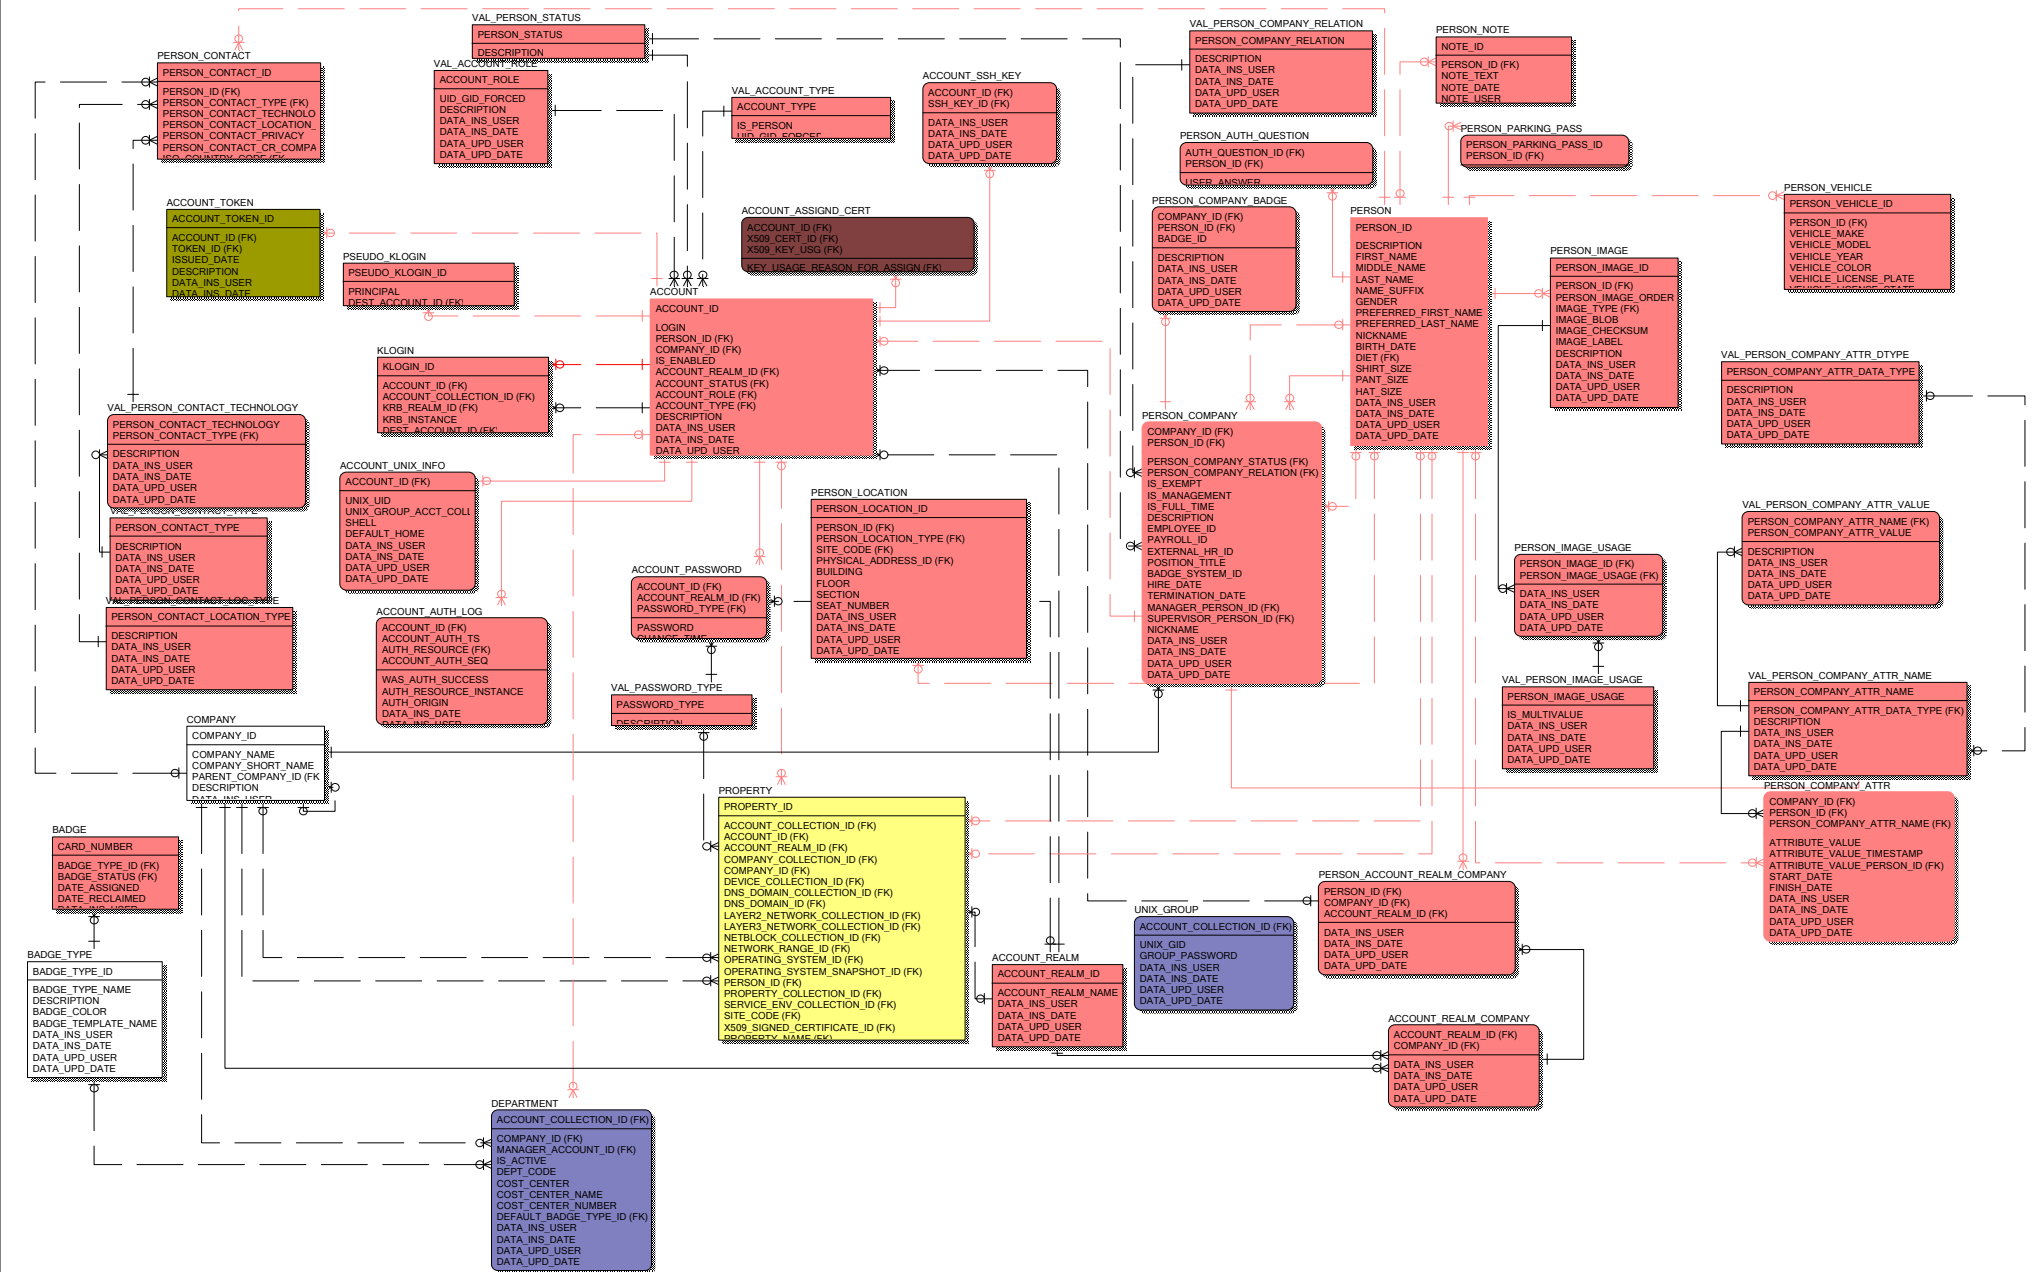 VAL_PERSON_STATUS
PERSON_STATUS
DESCRIPTION
VAL_PERSON_COMPANY_RELATION
PERSON_COMPANY_RELATION
DESCRIPTION
DATA_INS_USER
DATA_INS_DATE
DATA_UPD_USER
DATA_UPD_DATE
PERSON_NOTE
NOTE_ID
PERSON_ID (FK)
NOTE_TEXT
NOTE_DATE
NOTE_USER
PERSON_CONTACT
PERSON_CONTACT_ID
PERSON_ID (FK)
PERSON_CONTACT_TYPE (FK)
PERSON_CONTACT_TECHNOLO
PERSON_CONTACT_LOCATION_
PERSON_CONTACT_PRIVACY
PERSON_CONTACT_CR_COMPA
ISO_COUNTRY_CODE (FK
VAL_ACCOUNT_ROLE
ACCOUNT_ROLE
UID_GID_FORCED
DESCRIPTION
DATA_INS_USER
DATA_INS_DATE
DATA_UPD_USER
DATA_UPD_DATE
VAL_ACCOUNT_TYPE
ACCOUNT_TYPE
IS_PERSON
UID_GID_FORCED
ACCOUNT_SSH_KEY
ACCOUNT_ID (FK)
SSH_KEY_ID (FK)
DATA_INS_USER
DATA_INS_DATE
DATA_UPD_USER
DATA_UPD_DATE
PERSON_AUTH_QUESTION
AUTH_QUESTION_ID (FK)
PERSON_ID (FK)
USER_ANSWER
PERSON_PARKING_PASS
PERSON_PARKING_PASS_ID
PERSON_ID (FK)
PERSON_VEHICLE
PERSON_VEHICLE_ID
PERSON_ID (FK)
VEHICLE_MAKE
VEHICLE_MODEL
VEHICLE_YEAR
VEHICLE_COLOR
VEHICLE_LICENSE_PLATE
VEHICLE_LICENSE_STATE
ACCOUNT_TOKEN
ACCOUNT_TOKEN_ID
ACCOUNT_ID (FK)
TOKEN_ID (FK)
ISSUED_DATE
DESCRIPTION
DATA_INS_USER
DATA_INS_DATE
PSEUDO_KLOGIN
PSEUDO_KLOGIN_ID
PRINCIPAL
DEST_ACCOUNT_ID (FK)
ACCOUNT_ASSIGND_CERT
ACCOUNT_ID (FK)
X509_CERT_ID (FK)
X509_KEY_USG (FK)
KEY_USAGE_REASON_FOR_ASSIGN (FK)
PERSON_COMPANY_BADGE
COMPANY_ID (FK)
PERSON_ID (FK)
BADGE_ID
DESCRIPTION
DATA_INS_USER
DATA_INS_DATE
DATA_UPD_USER
DATA_UPD_DATE
PERSON
PERSON_ID
DESCRIPTION
FIRST_NAME
MIDDLE_NAME
LAST_NAME
NAME_SUFFIX
GENDER
PREFERRED_FIRST_NAME
PREFERRED_LAST_NAME
NICKNAME
BIRTH_DATE
DIET (FK)
SHIRT_SIZE
PANT_SIZE
HAT_SIZE
DATA_INS_USER
DATA_INS_DATE
DATA_UPD_USER
DATA_UPD_DATE
PERSON_IMAGE
PERSON_IMAGE_ID
PERSON_ID (FK)
PERSON_IMAGE_ORDER
IMAGE_TYPE (FK)
IMAGE_BLOB
IMAGE_CHECKSUM
IMAGE_LABEL
DESCRIPTION
DATA_INS_USER
DATA_INS_DATE
DATA_UPD_USER
DATA_UPD_DATE
ACCOUNT
ACCOUNT_ID
LOGIN
PERSON_ID (FK)
COMPANY_ID (FK)
IS_ENABLED
ACCOUNT_REALM_ID (FK)
ACCOUNT_STATUS (FK)
ACCOUNT_ROLE (FK)
ACCOUNT_TYPE (FK)
DESCRIPTION
DATA_INS_USER
DATA_INS_DATE
DATA_UPD_USER
KLOGIN
KLOGIN_ID
ACCOUNT_ID (FK)
ACCOUNT_COLLECTION_ID (FK)
KRB_REALM_ID (FK)
KRB_INSTANCE
DEST_ACCOUNT_ID (FK)
VAL_PERSON_COMPANY_ATTR_DTYPE
PERSON_COMPANY_ATTR_DATA_TYPE
DESCRIPTION
DATA_INS_USER
DATA_INS_DATE
DATA_UPD_USER
DATA_UPD_DATE
VAL_PERSON_CONTACT_TECHNOLOGY
PERSON_CONTACT_TECHNOLOGY
PERSON_CONTACT_TYPE (FK)
DESCRIPTION
DATA_INS_USER
DATA_INS_DATE
DATA_UPD_USER
DATA_UPD_DATE
VAL_PERSON_CONTACT_TYPE
PERSON_CONTACT_TYPE
DESCRIPTION
DATA_INS_USER
DATA_INS_DATE
DATA_UPD_USER
DATA_UPD_DATE
VAL_PERSON_CONTACT_LOC_TYPE
PERSON_CONTACT_LOCATION_TYPE
DESCRIPTION
DATA_INS_USER
DATA_INS_DATE
DATA_UPD_USER
DATA_UPD_DATE
ACCOUNT_UNIX_INFO
ACCOUNT_ID (FK)
UNIX_UID
UNIX_GROUP_ACCT_COLL
SHELL
DEFAULT_HOME
DATA_INS_USER
DATA_INS_DATE
DATA_UPD_USER
DATA_UPD_DATE
PERSON_COMPANY
COMPANY_ID (FK)
PERSON_ID (FK)
PERSON_COMPANY_STATUS (FK)
PERSON_COMPANY_RELATION (FK)
IS_EXEMPT
IS_MANAGEMENT
IS_FULL_TIME
DESCRIPTION
EMPLOYEE_ID
PAYROLL_ID
EXTERNAL_HR_ID
POSITION_TITLE
BADGE_SYSTEM_ID
HIRE_DATE
TERMINATION_DATE
MANAGER_PERSON_ID (FK)
SUPERVISOR_PERSON_ID (FK)
NICKNAME
DATA_INS_USER
DATA_INS_DATE
DATA_UPD_USER
DATA_UPD_DATE
PERSON_LOCATION
PERSON_LOCATION_ID
PERSON_ID (FK)
PERSON_LOCATION_TYPE (FK)
SITE_CODE (FK)
PHYSICAL_ADDRESS_ID (FK)
BUILDING
FLOOR
SECTION
SEAT_NUMBER
DATA_INS_USER
DATA_INS_DATE
DATA_UPD_USER
DATA_UPD_DATE
VAL_PERSON_COMPANY_ATTR_VALUE
PERSON_COMPANY_ATTR_NAME (FK)
PERSON_COMPANY_ATTR_VALUE
DESCRIPTION
DATA_INS_USER
DATA_INS_DATE
DATA_UPD_USER
DATA_UPD_DATE
PERSON_IMAGE_USAGE
PERSON_IMAGE_ID (FK)
PERSON_IMAGE_USAGE (FK)
DATA_INS_USER
DATA_INS_DATE
DATA_UPD_USER
DATA_UPD_DATE
ACCOUNT_PASSWORD
ACCOUNT_ID (FK)
ACCOUNT_REALM_ID (FK)
PASSWORD_TYPE (FK)
PASSWORD
CHANGE_TIME
ACCOUNT_AUTH_LOG
ACCOUNT_ID (FK)
ACCOUNT_AUTH_TS
AUTH_RESOURCE (FK)
ACCOUNT_AUTH_SEQ
WAS_AUTH_SUCCESS
AUTH_RESOURCE_INSTANCE
AUTH_ORIGIN
DATA_INS_DATE
DATA_INS_USER
VAL_PASSWORD_TYPE
PASSWORD_TYPE
DESCRIPTION
VAL_PERSON_IMAGE_USAGE
PERSON_IMAGE_USAGE
IS_MULTIVALUE
DATA_INS_USER
DATA_INS_DATE
DATA_UPD_USER
DATA_UPD_DATE
VAL_PERSON_COMPANY_ATTR_NAME
PERSON_COMPANY_ATTR_NAME
PERSON_COMPANY_ATTR_DATA_TYPE (FK)
DESCRIPTION
DATA_INS_USER
DATA_INS_DATE
DATA_UPD_USER
DATA_UPD_DATE
COMPANY
COMPANY_ID
COMPANY_NAME
COMPANY_SHORT_NAME
PARENT_COMPANY_ID (FK
DESCRIPTION
DATA_INS_USER
PERSON_COMPANY_ATTR
COMPANY_ID (FK)
PERSON_ID (FK)
PERSON_COMPANY_ATTR_NAME (FK)
ATTRIBUTE_VALUE
ATTRIBUTE_VALUE_TIMESTAMP
ATTRIBUTE_VALUE_PERSON_ID (FK)
START_DATE
FINISH_DATE
DATA_INS_USER
DATA_INS_DATE
DATA_UPD_USER
DATA_UPD_DATE
PROPERTY
PROPERTY_ID
ACCOUNT_COLLECTION_ID (FK)
ACCOUNT_ID (FK)
ACCOUNT_REALM_ID (FK)
COMPANY_COLLECTION_ID (FK)
COMPANY_ID (FK)
DEVICE_COLLECTION_ID (FK)
DNS_DOMAIN_COLLECTION_ID (FK)
DNS_DOMAIN_ID (FK)
LAYER2_NETWORK_COLLECTION_ID (FK)
LAYER3_NETWORK_COLLECTION_ID (FK)
NETBLOCK_COLLECTION_ID (FK)
NETWORK_RANGE_ID (FK)
OPERATING_SYSTEM_ID (FK)
OPERATING_SYSTEM_SNAPSHOT_ID (FK)
PERSON_ID (FK)
PROPERTY_COLLECTION_ID (FK)
SERVICE_ENV_COLLECTION_ID (FK)
SITE_CODE (FK)
X509_SIGNED_CERTIFICATE_ID (FK)
PROPERTY_NAME (FK)
BADGE
CARD_NUMBER
BADGE_TYPE_ID (FK)
BADGE_STATUS (FK)
DATE_ASSIGNED
DATE_RECLAIMED
DATA_INS_USER
PERSON_ACCOUNT_REALM_COMPANY
PERSON_ID (FK)
COMPANY_ID (FK)
ACCOUNT_REALM_ID (FK)
DATA_INS_USER
DATA_INS_DATE
DATA_UPD_USER
DATA_UPD_DATE
UNIX_GROUP
ACCOUNT_COLLECTION_ID (FK)
UNIX_GID
GROUP_PASSWORD
DATA_INS_USER
DATA_INS_DATE
DATA_UPD_USER
DATA_UPD_DATE
BADGE_TYPE
BADGE_TYPE_ID
BADGE_TYPE_NAME
DESCRIPTION
BADGE_COLOR
BADGE_TEMPLATE_NAME
DATA_INS_USER
DATA_INS_DATE
DATA_UPD_USER
DATA_UPD_DATE
ACCOUNT_REALM
ACCOUNT_REALM_ID
ACCOUNT_REALM_NAME
DATA_INS_USER
DATA_INS_DATE
DATA_UPD_USER
DATA_UPD_DATE
ACCOUNT_REALM_COMPANY
ACCOUNT_REALM_ID (FK)
COMPANY_ID (FK)
DATA_INS_USER
DATA_INS_DATE
DATA_UPD_USER
DATA_UPD_DATE
DEPARTMENT
ACCOUNT_COLLECTION_ID (FK)
COMPANY_ID (FK)
MANAGER_ACCOUNT_ID (FK)
IS_ACTIVE
DEPT_CODE
COST_CENTER
COST_CENTER_NAME
COST_CENTER_NUMBER
DEFAULT_BADGE_TYPE_ID (FK)
DATA_INS_USER
DATA_INS_DATE
DATA_UPD_USER
DATA_UPD_DATE